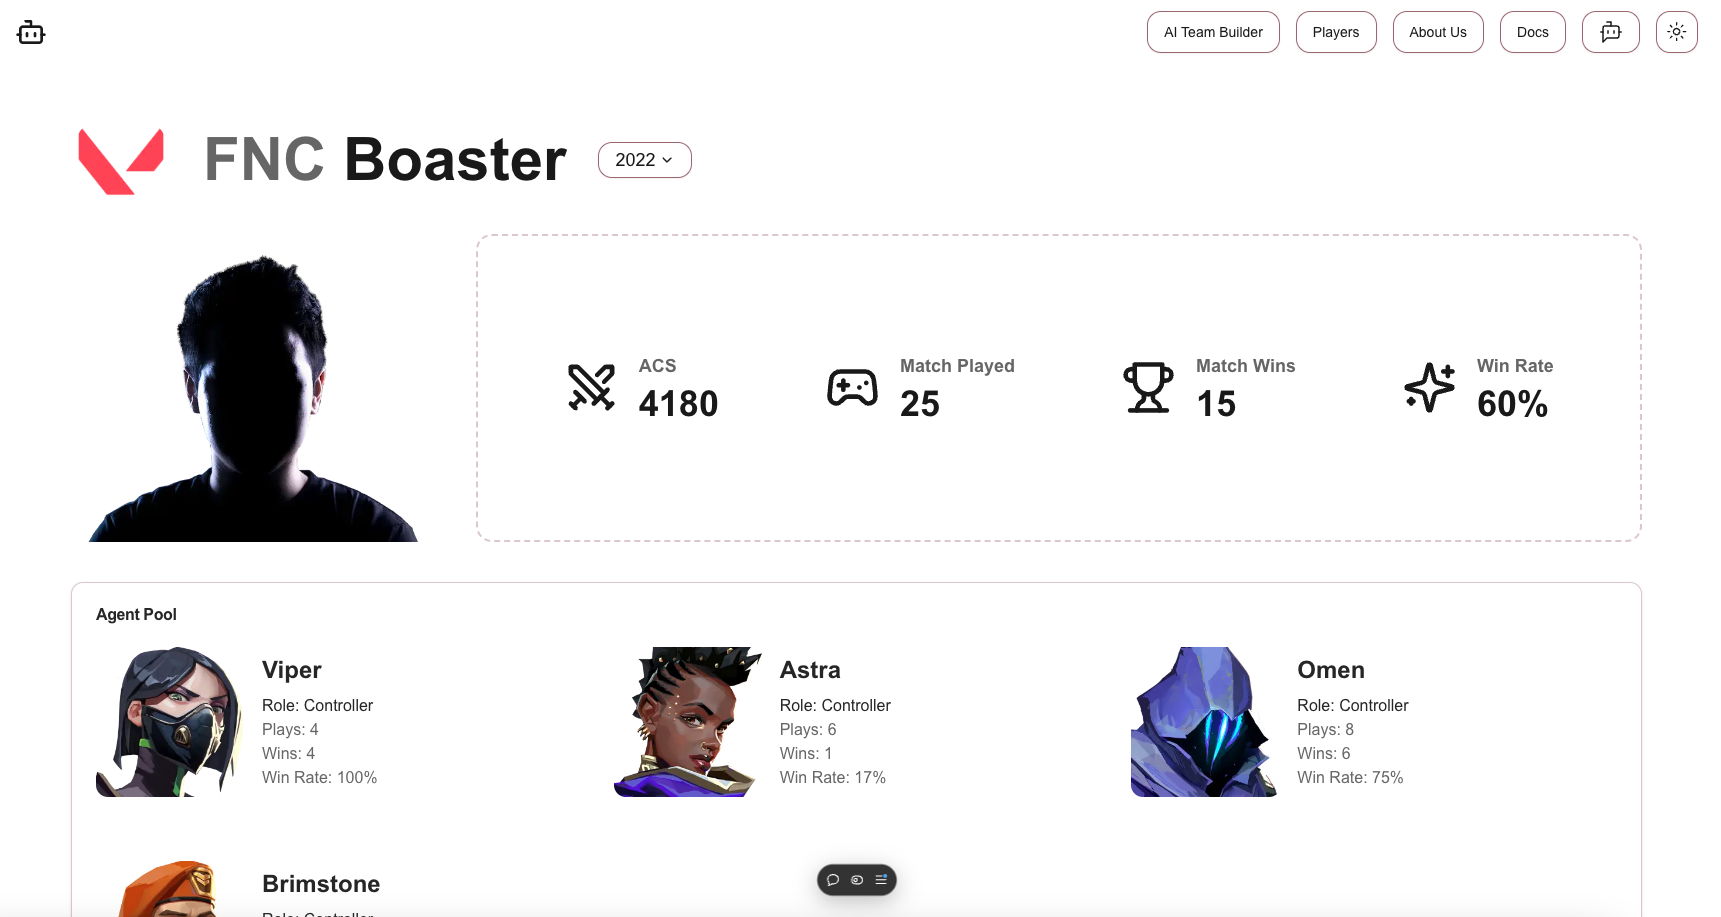 AI Team Builder
Players
About Us
Docs
FNC Boaster
2022
ACS
4180
Match Played
25
Match Wins
15
Win Rate
60%
Agent Pool
Viper
Role: Controller
Plays: 4
Wins: 4
Win Rate: 100%
Astra
Role: Controller
Plays: 6
Wins: 1
Win Rate: 17%
Omen
Role: Controller
Plays: 8
Wins: 6
Win Rate: 75%
Brimstone
Role: Controller